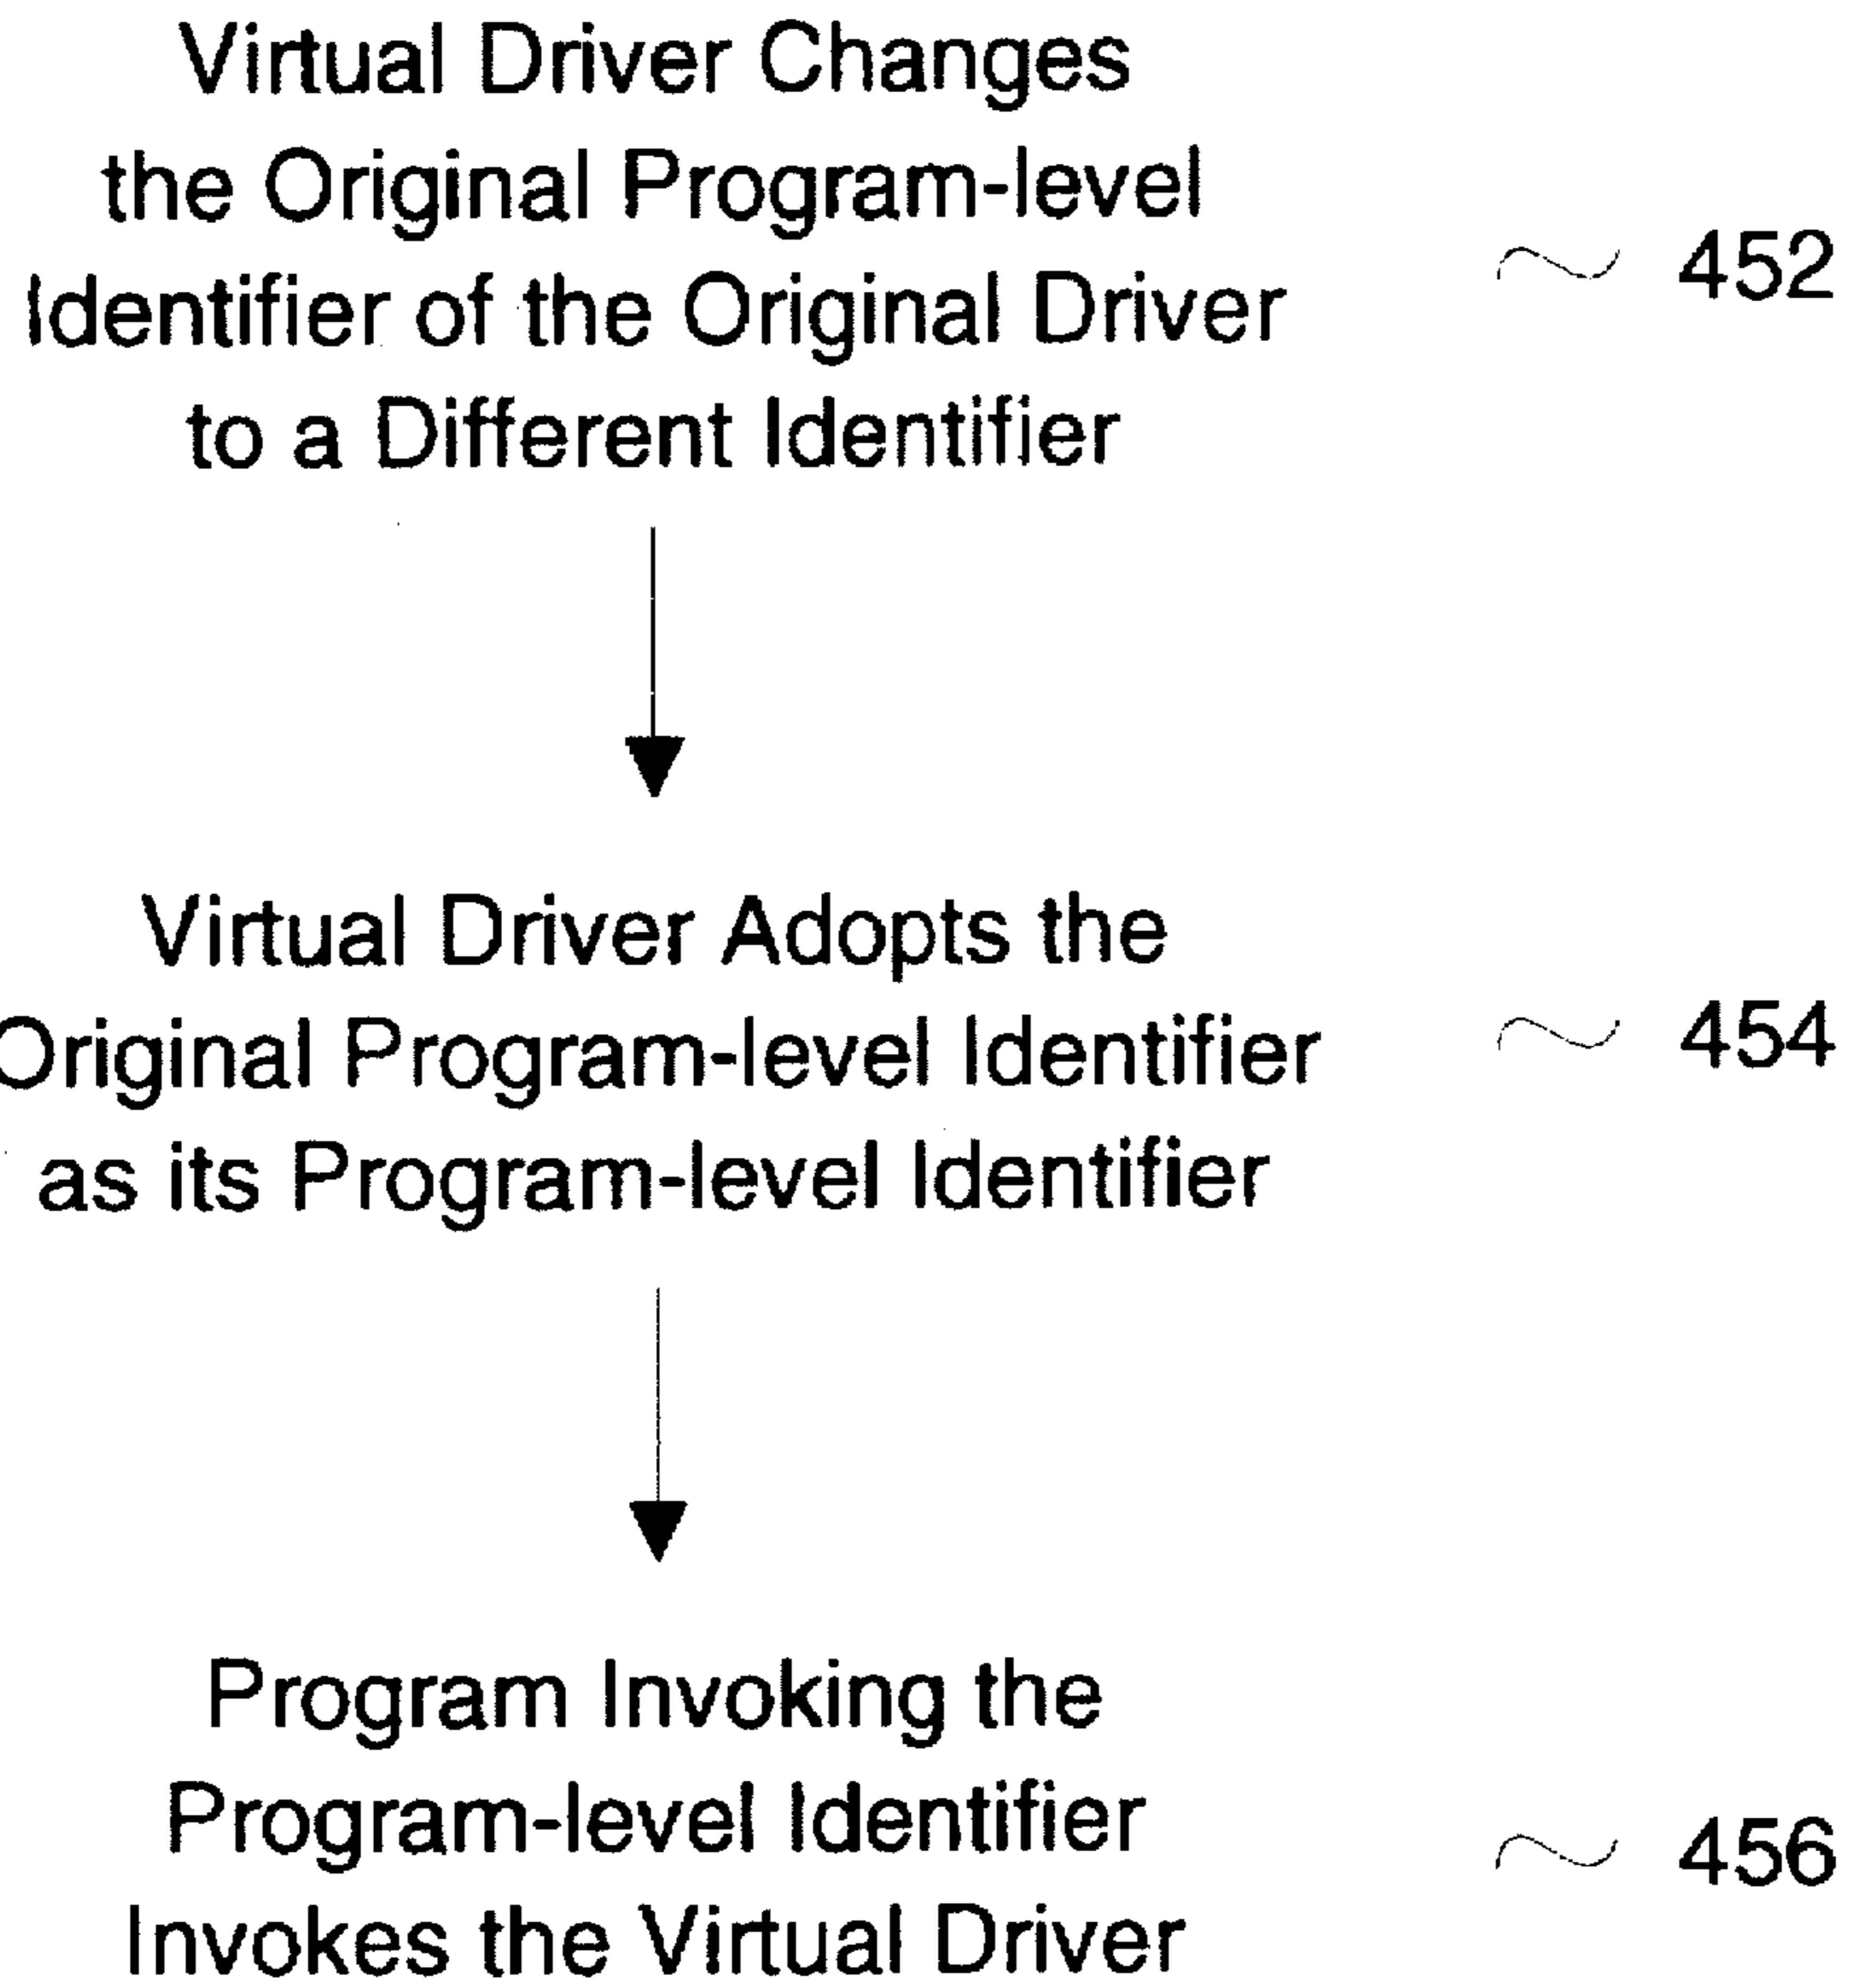 Virtual Driver Changes
the Original Program-level
Identifier of the Original Driver
to a Different Identifier
452
Virtual Driver Adopts the
Original Program-level Identifier
as its Program-level Identifier
454
Program Invoking the
Program-level Identifier
Invokes the Virtual Driver
456